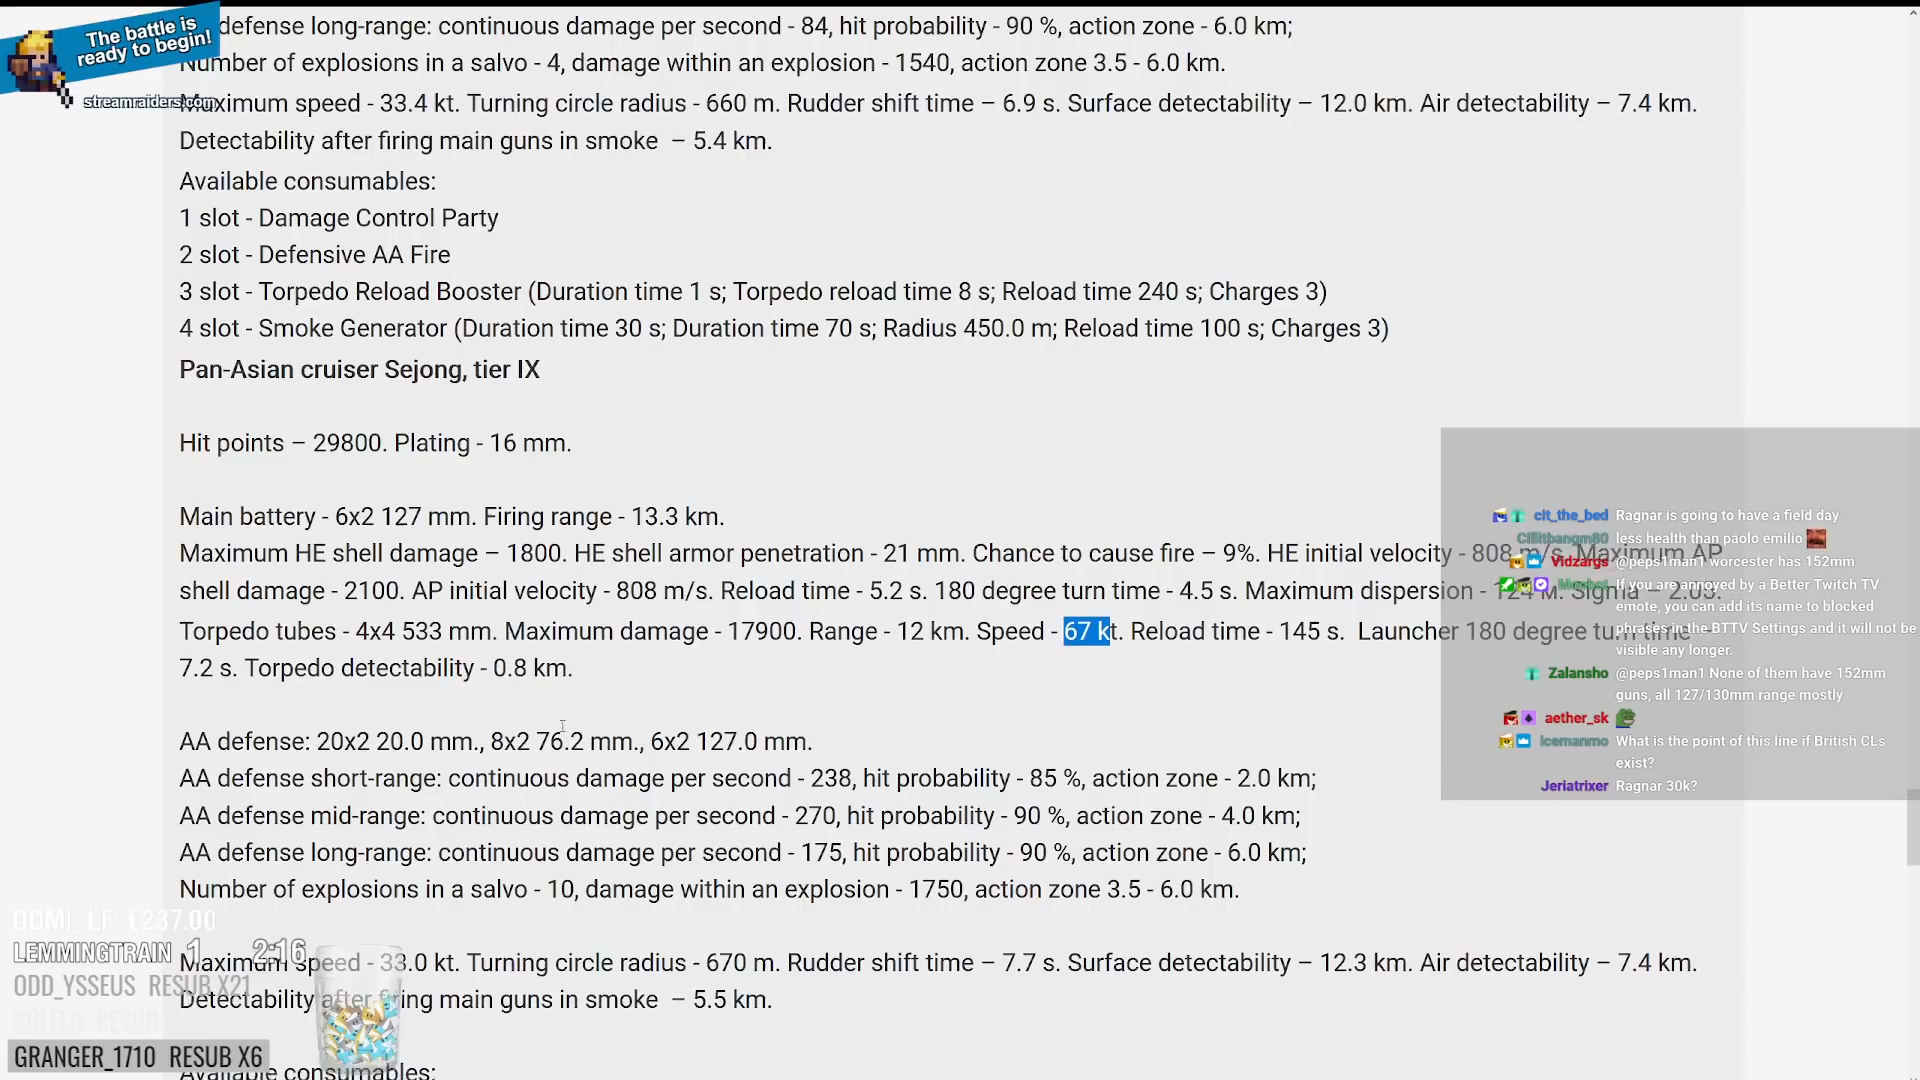 The battle is
ready to begin!
streamraiders.com
defense long-range: continuous damage per second - 84, hit probability - 90 %, action zone - 6.0 km;
Number of explosions in a salvo - 4, damage within an explosion - 1540, action zone 3.5 - 6.0 km.
Maximum speed - 33.4 kt. Turning circle radius - 660 m. Rudder shift time – 6.9 s. Surface detectability – 12.0 km. Air detectability – 7.4 km.
Detectability after firing main guns in smoke – 5.4 km.
Available consumables:
1 slot - Damage Control Party
2 slot - Defensive AA Fire
3 slot - Torpedo Reload Booster (Duration time 1 s; Torpedo reload time 8 s; Reload time 240 s; Charges 3)
4 slot - Smoke Generator (Duration time 30 s; Duration time 70 s; Radius 450.0 m; Reload time 100 s; Charges 3)
Pan-Asian cruiser Sejong, tier IX
Hit points – 29800. Plating - 16 mm.
Main battery - 6x2 127 mm. Firing range - 13.3 km.
Maximum HE shell damage – 1800. HE shell armor penetration - 21 mm. Chance to cause fire – 9%. HE initial velocity - 808 m/s. Maximum AP
shell damage - 2100. AP initial velocity - 808 m/s. Reload time - 5.2 s. 180 degree turn time - 4.5 s. Maximum dispersion - 124 м. Sigma – 2.05.
Torpedo tubes - 4x4 533 mm. Maximum damage - 17900. Range - 12 km. Speed - 67 kt. Reload time - 145 s. Launcher 180 degree turn time –
7.2 s. Torpedo detectability - 0.8 km.
AA defense: 20x2 20.0 mm., 8x2 76.2 mm., 6x2 127.0 mm.
AA defense short-range: continuous damage per second - 238, hit probability - 85 %, action zone - 2.0 km;
AA defense mid-range: continuous damage per second - 270, hit probability - 90 %, action zone - 4.0 km;
AA defense long-range: continuous damage per second - 175, hit probability - 90 %, action zone - 6.0 km;
Number of explosions in a salvo - 10, damage within an explosion - 1750, action zone 3.5 - 6.0 km.
Maximum speed - 33.0 kt. Turning circle radius - 670 m. Rudder shift time – 7.7 s. Surface detectability – 12.3 km. Air detectability – 7.4 km.
Detectability after firing main guns in smoke – 5.5 km.
Available consumables:
cit_the_bed Ragnar is going to have a field day
Cillitbangm80 less health than paolo emilio
Vidzargs @peps1man1 worcester has 152mm
If you are annoyed by a Better Twitch TV
emote, you can add its name to blocked
phrases in the BTTV Settings and it will not be
visible any longer.
Zalansho @peps1man1 None of them have 152mm
guns, all 127/130mm range mostly
aether_sk
icemanmo What is the point of this line if British CLs
exist?
Jeriatrixer Ragnar 30k?
DOMI_LF: €237.00
LEMMINGTRAIN 1 2:16
ODD_YSSEUS RESUB X21
GRANGER_1710 RESUB X6